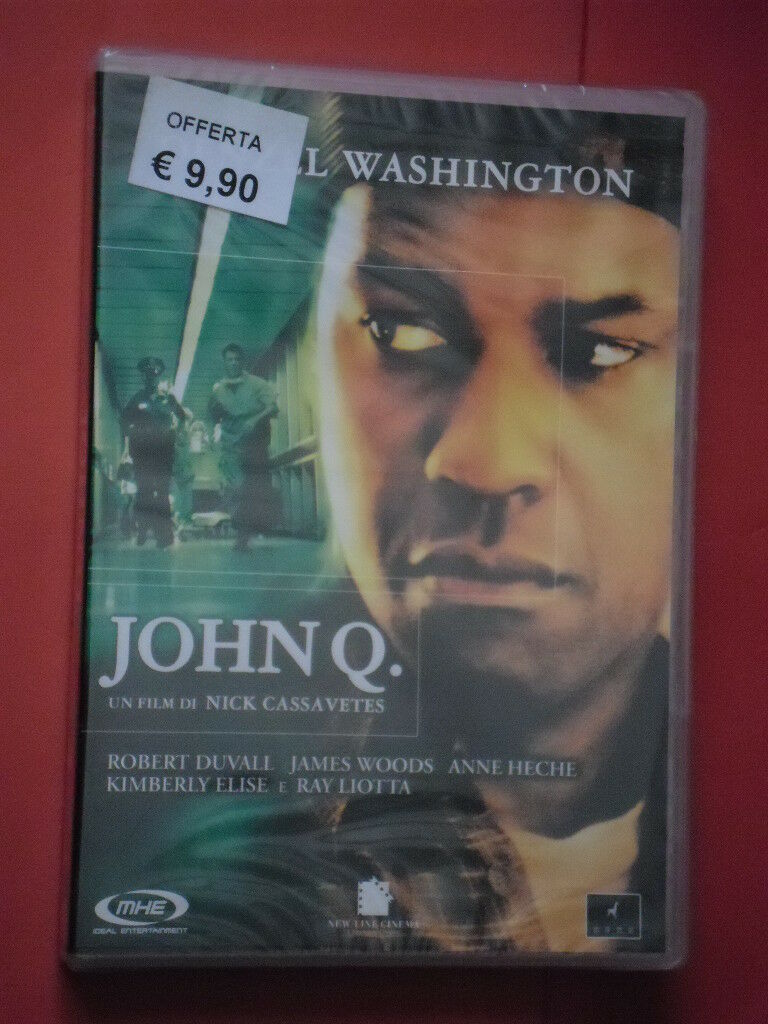 OFFERTA
€ 9,90
LL WASHINGTON
JOHN Q.
UN FILM DI NICK CASSAVETES
ROBERT DUVALL JAMES WOODS ANNE HECHE
KIMBERLY ELISE E RAY LIOTTA
MHE
IDEAL ENTERTAINMENT
NEW LINE CINEMA